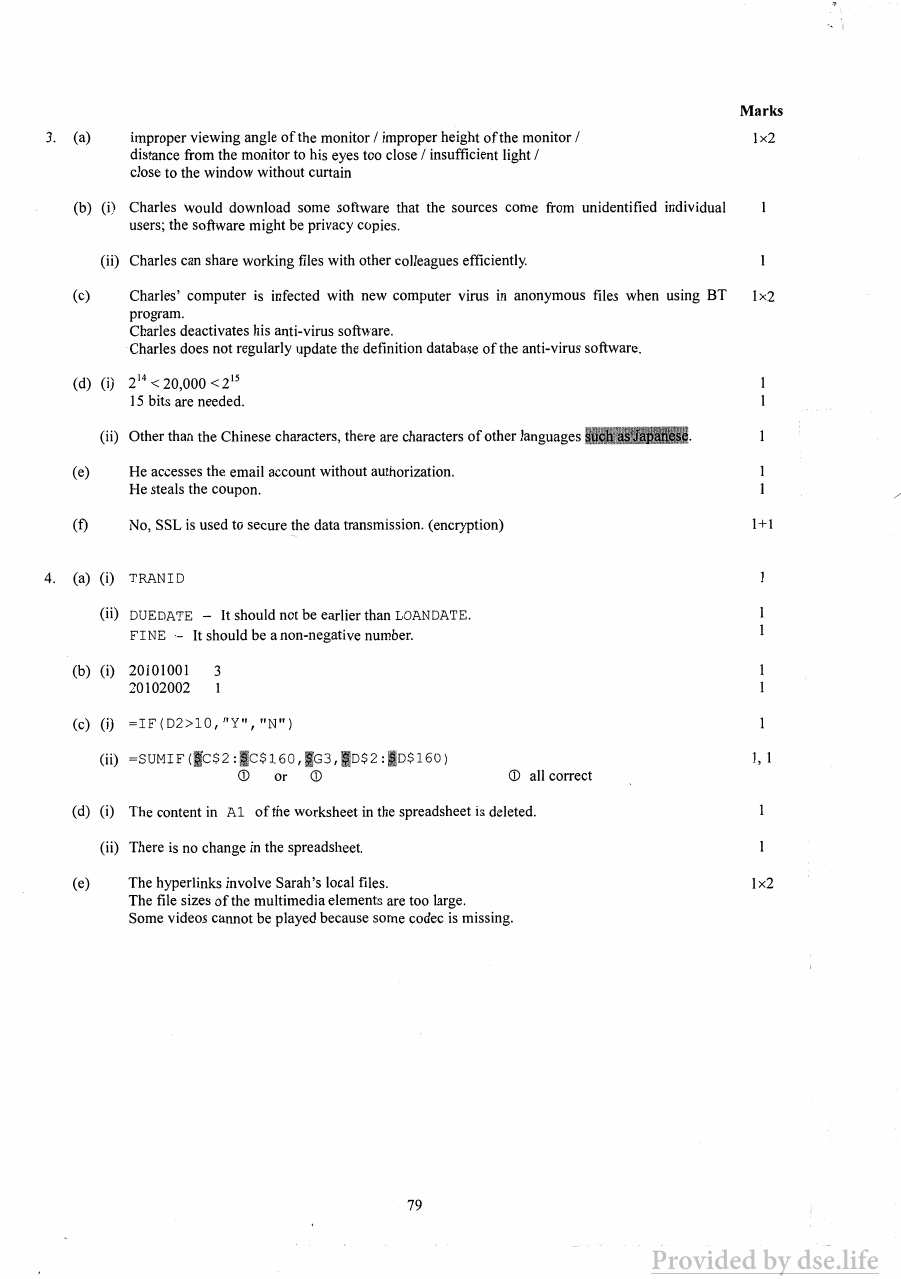 Marks
3. (a) improper viewing angle of the monitor / improper height of the monitor / 1×2
distance from the monitor to his eyes too close / insufficient light /
close to the window without curtain
(b) (i) Charles would download some software that the sources come from unidentified individual 1
users; the software might be privacy copies.
(ii) Charles can share working files with other colleagues efficiently. 1
(c) Charles' computer is infected with new computer virus in anonymous files when using BT 1×2
program.
Charles deactivates his anti-virus software.
Charles does not regularly update the definition database of the anti-virus software.
(d) (i) 2¹⁴ < 20,000 < 2¹⁵ 1
15 bits are needed. 1
(ii) Other than the Chinese characters, there are characters of other languages such as Japanese. 1
(e) He accesses the email account without authorization. 1
He steals the coupon. 1
(f) No, SSL is used to secure the data transmission. (encryption) 1+1
4. (a) (i) TRANID 1
(ii) DUEDATE – It should not be earlier than LOANDATE. 1
FINE – It should be a non-negative number. 1
(b) (i) 20101001 3 1
20102002 1 1
(c) (i) =IF(D2>10,"Y","N") 1
(ii) =SUMIF($C$2:$C$160,$G3,$D$2:$D$160) 1, 1
① or ① ① all correct
(d) (i) The content in A1 of the worksheet in the spreadsheet is deleted. 1
(ii) There is no change in the spreadsheet. 1
(e) The hyperlinks involve Sarah's local files. 1×2
The file sizes of the multimedia elements are too large.
Some videos cannot be played because some codec is missing.
79
Provided by dse.life